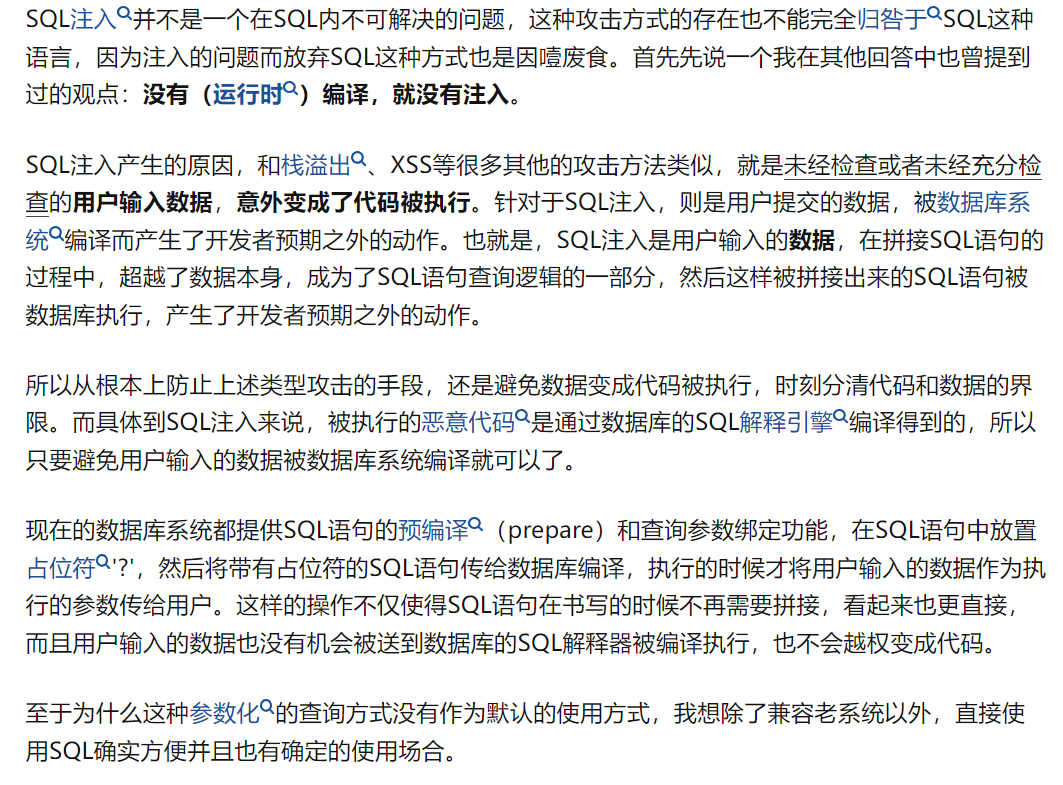 SQL注入并不是一个在SQL内不可解决的问题，这种攻击方式的存在也不能完全归咎于SQL这种
语言，因为注入的问题而放弃SQL这种方式也是因噎废食。首先先说一个我在其他回答中也曾提到
过的观点：没有（运行时）编译，就没有注入。
SQL注入产生的原因，和栈溢出、XSS等很多其他的攻击方法类似，就是未经检查或者未经充分检
查的用户输入数据，意外变成了代码被执行。针对于SQL注入，则是用户提交的数据，被数据库系
统编译而产生了开发者预期之外的动作。也就是，SQL注入是用户输入的数据，在拼接SQL语句的
过程中，超越了数据本身，成为了SQL语句查询逻辑的一部分，然后这样被拼接出来的SQL语句被
数据库执行，产生了开发者预期之外的动作。
所以从根本上防止上述类型攻击的手段，还是避免数据变成代码被执行，时刻分清代码和数据的界
限。而具体到SQL注入来说，被执行的恶意代码是通过数据库的SQL解释引擎编译得到的，所以
只要避免用户输入的数据被数据库系统编译就可以了。
现在的数据库系统都提供SQL语句的预编译（prepare）和查询参数绑定功能，在SQL语句中放置
占位符'?'，然后将带有占位符的SQL语句传给数据库编译，执行的时候才将用户输入的数据作为执
行的参数传给用户。这样的操作不仅使得SQL语句在书写的时候不再需要拼接，看起来也更直接，
而且用户输入的数据也没有机会被送到数据库的SQL解释器被编译执行，也不会越权变成代码。
至于为什么这种参数化的查询方式没有作为默认的使用方式，我想除了兼容老系统以外，直接使
用SQL确实方便并且也有确定的使用场合。